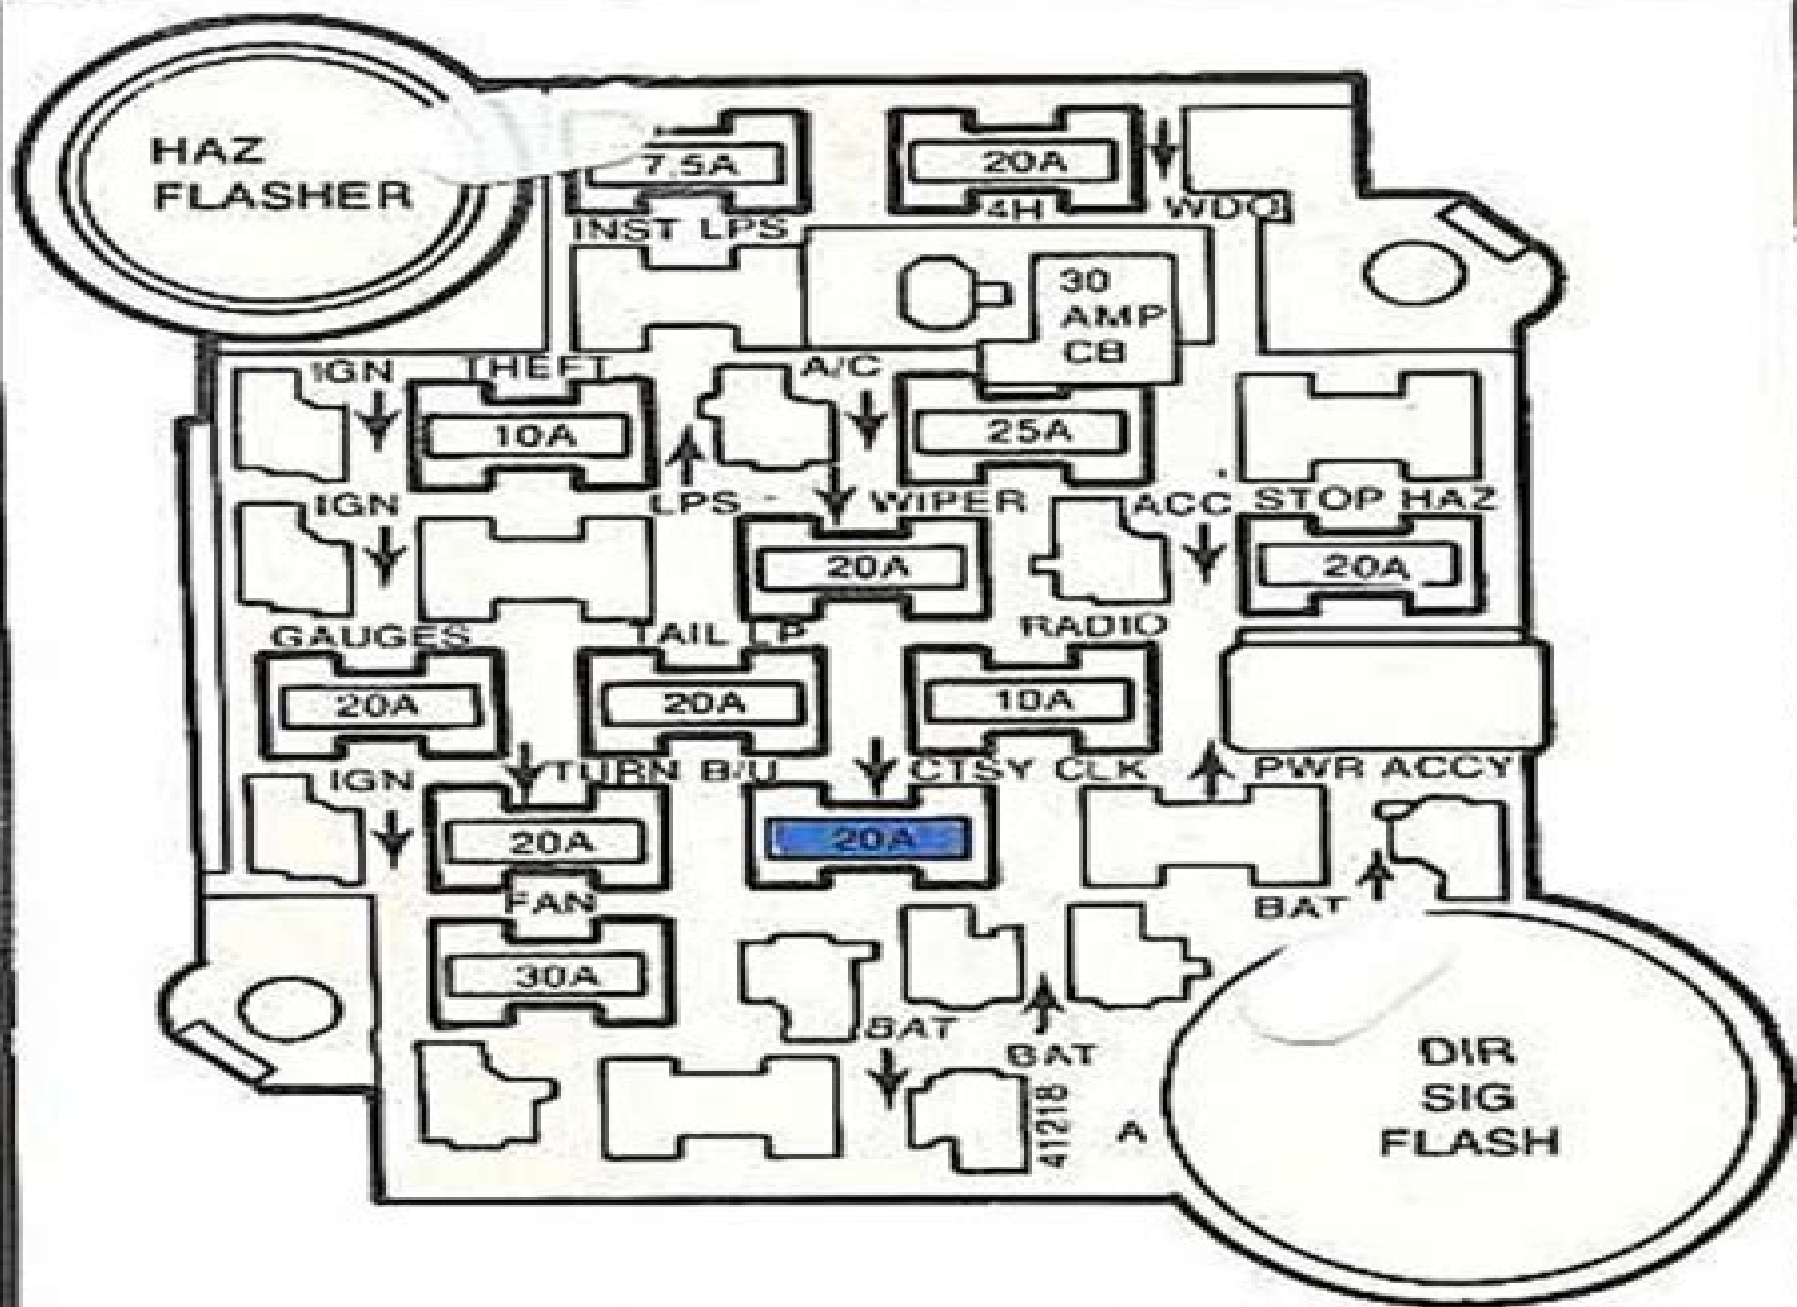 HAZ
FLASHER
7.5A
20A
INST LPS
4H
WDO
30
AMP
CB
IGN
THEFT
A/C
10A
25A
IGN
LPS
WIPER
ACC
STOP HAZ
20A
20A
GAUGES
TAIL LP
RADIO
20A
20A
10A
IGN
TURN B/U
CTSY CLK
PWR ACCY
20A
20A
FAN
BAT
30A
BAT
BAT
41218
A
DIR
SIG
FLASH